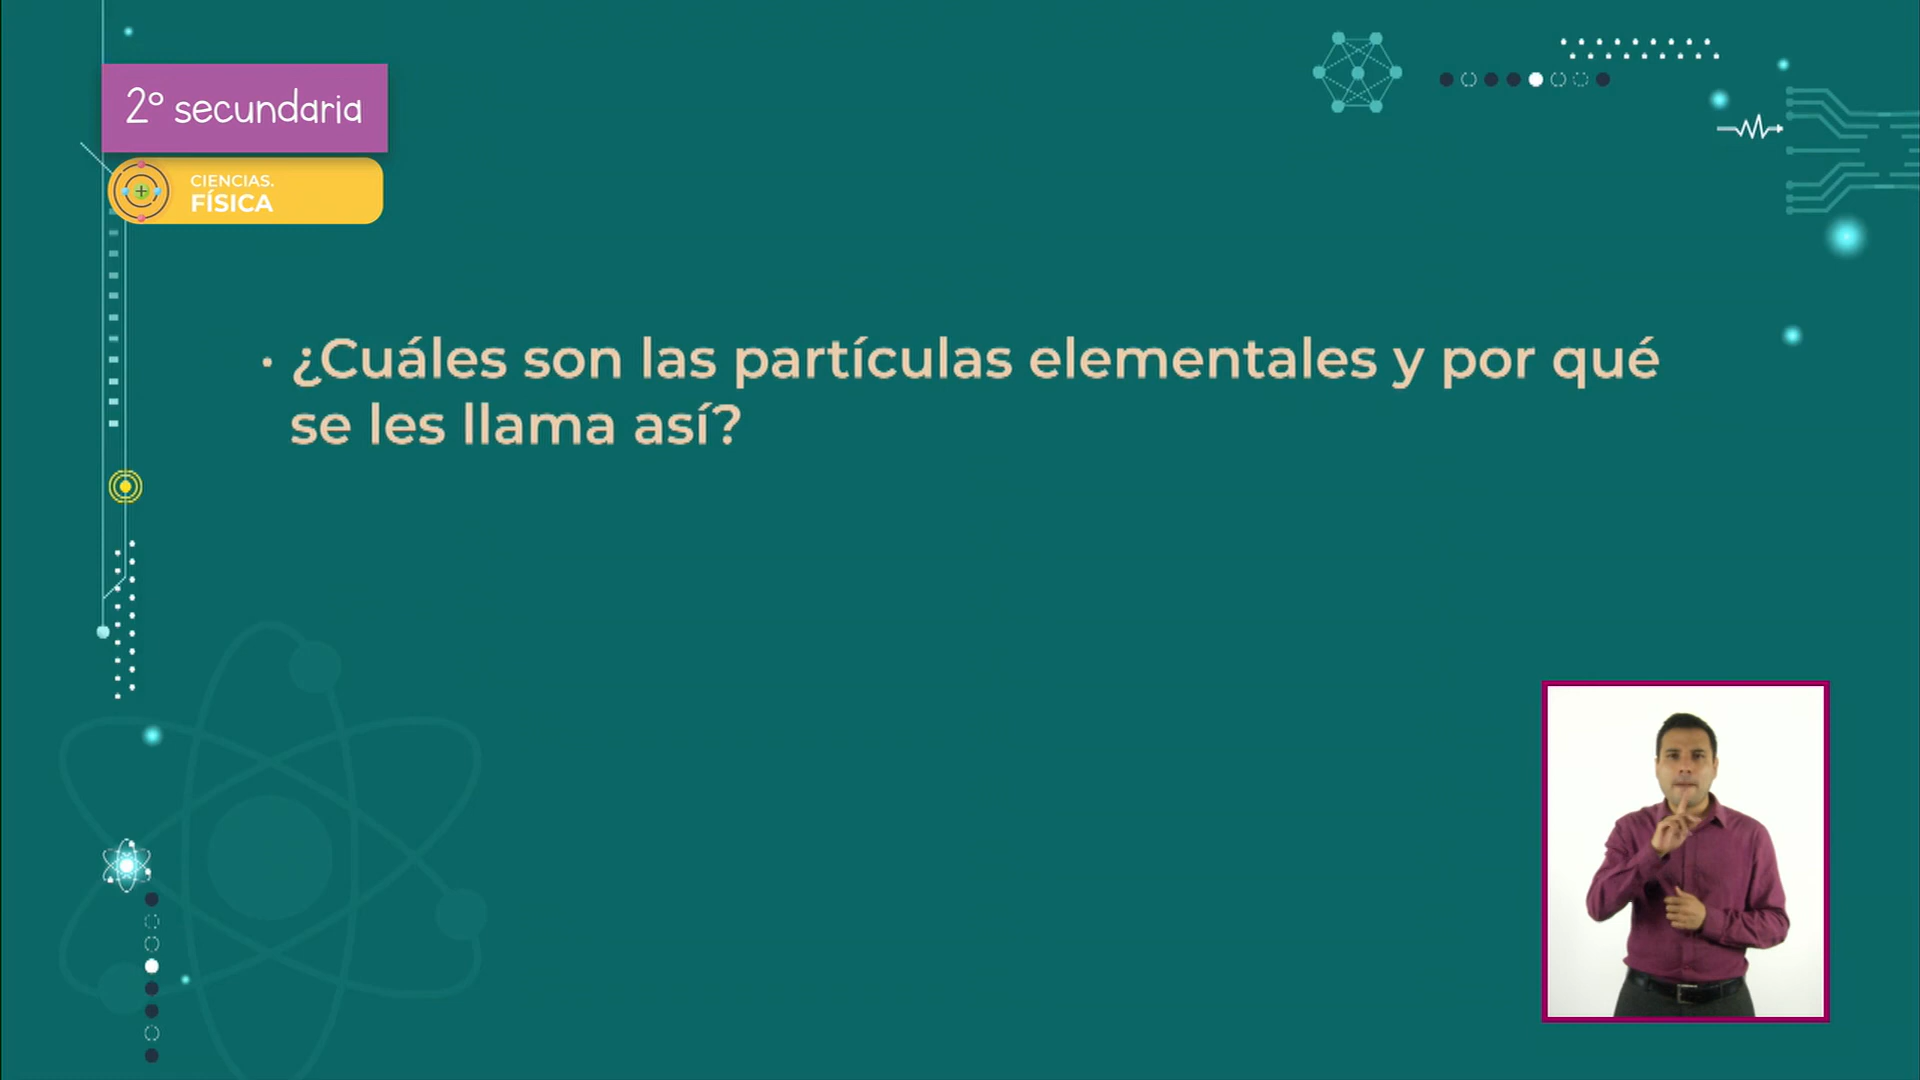 2° secundaria
CIENCIAS.
FÍSICA
· ¿Cuáles son las partículas elementales y por qué
se les llama así?